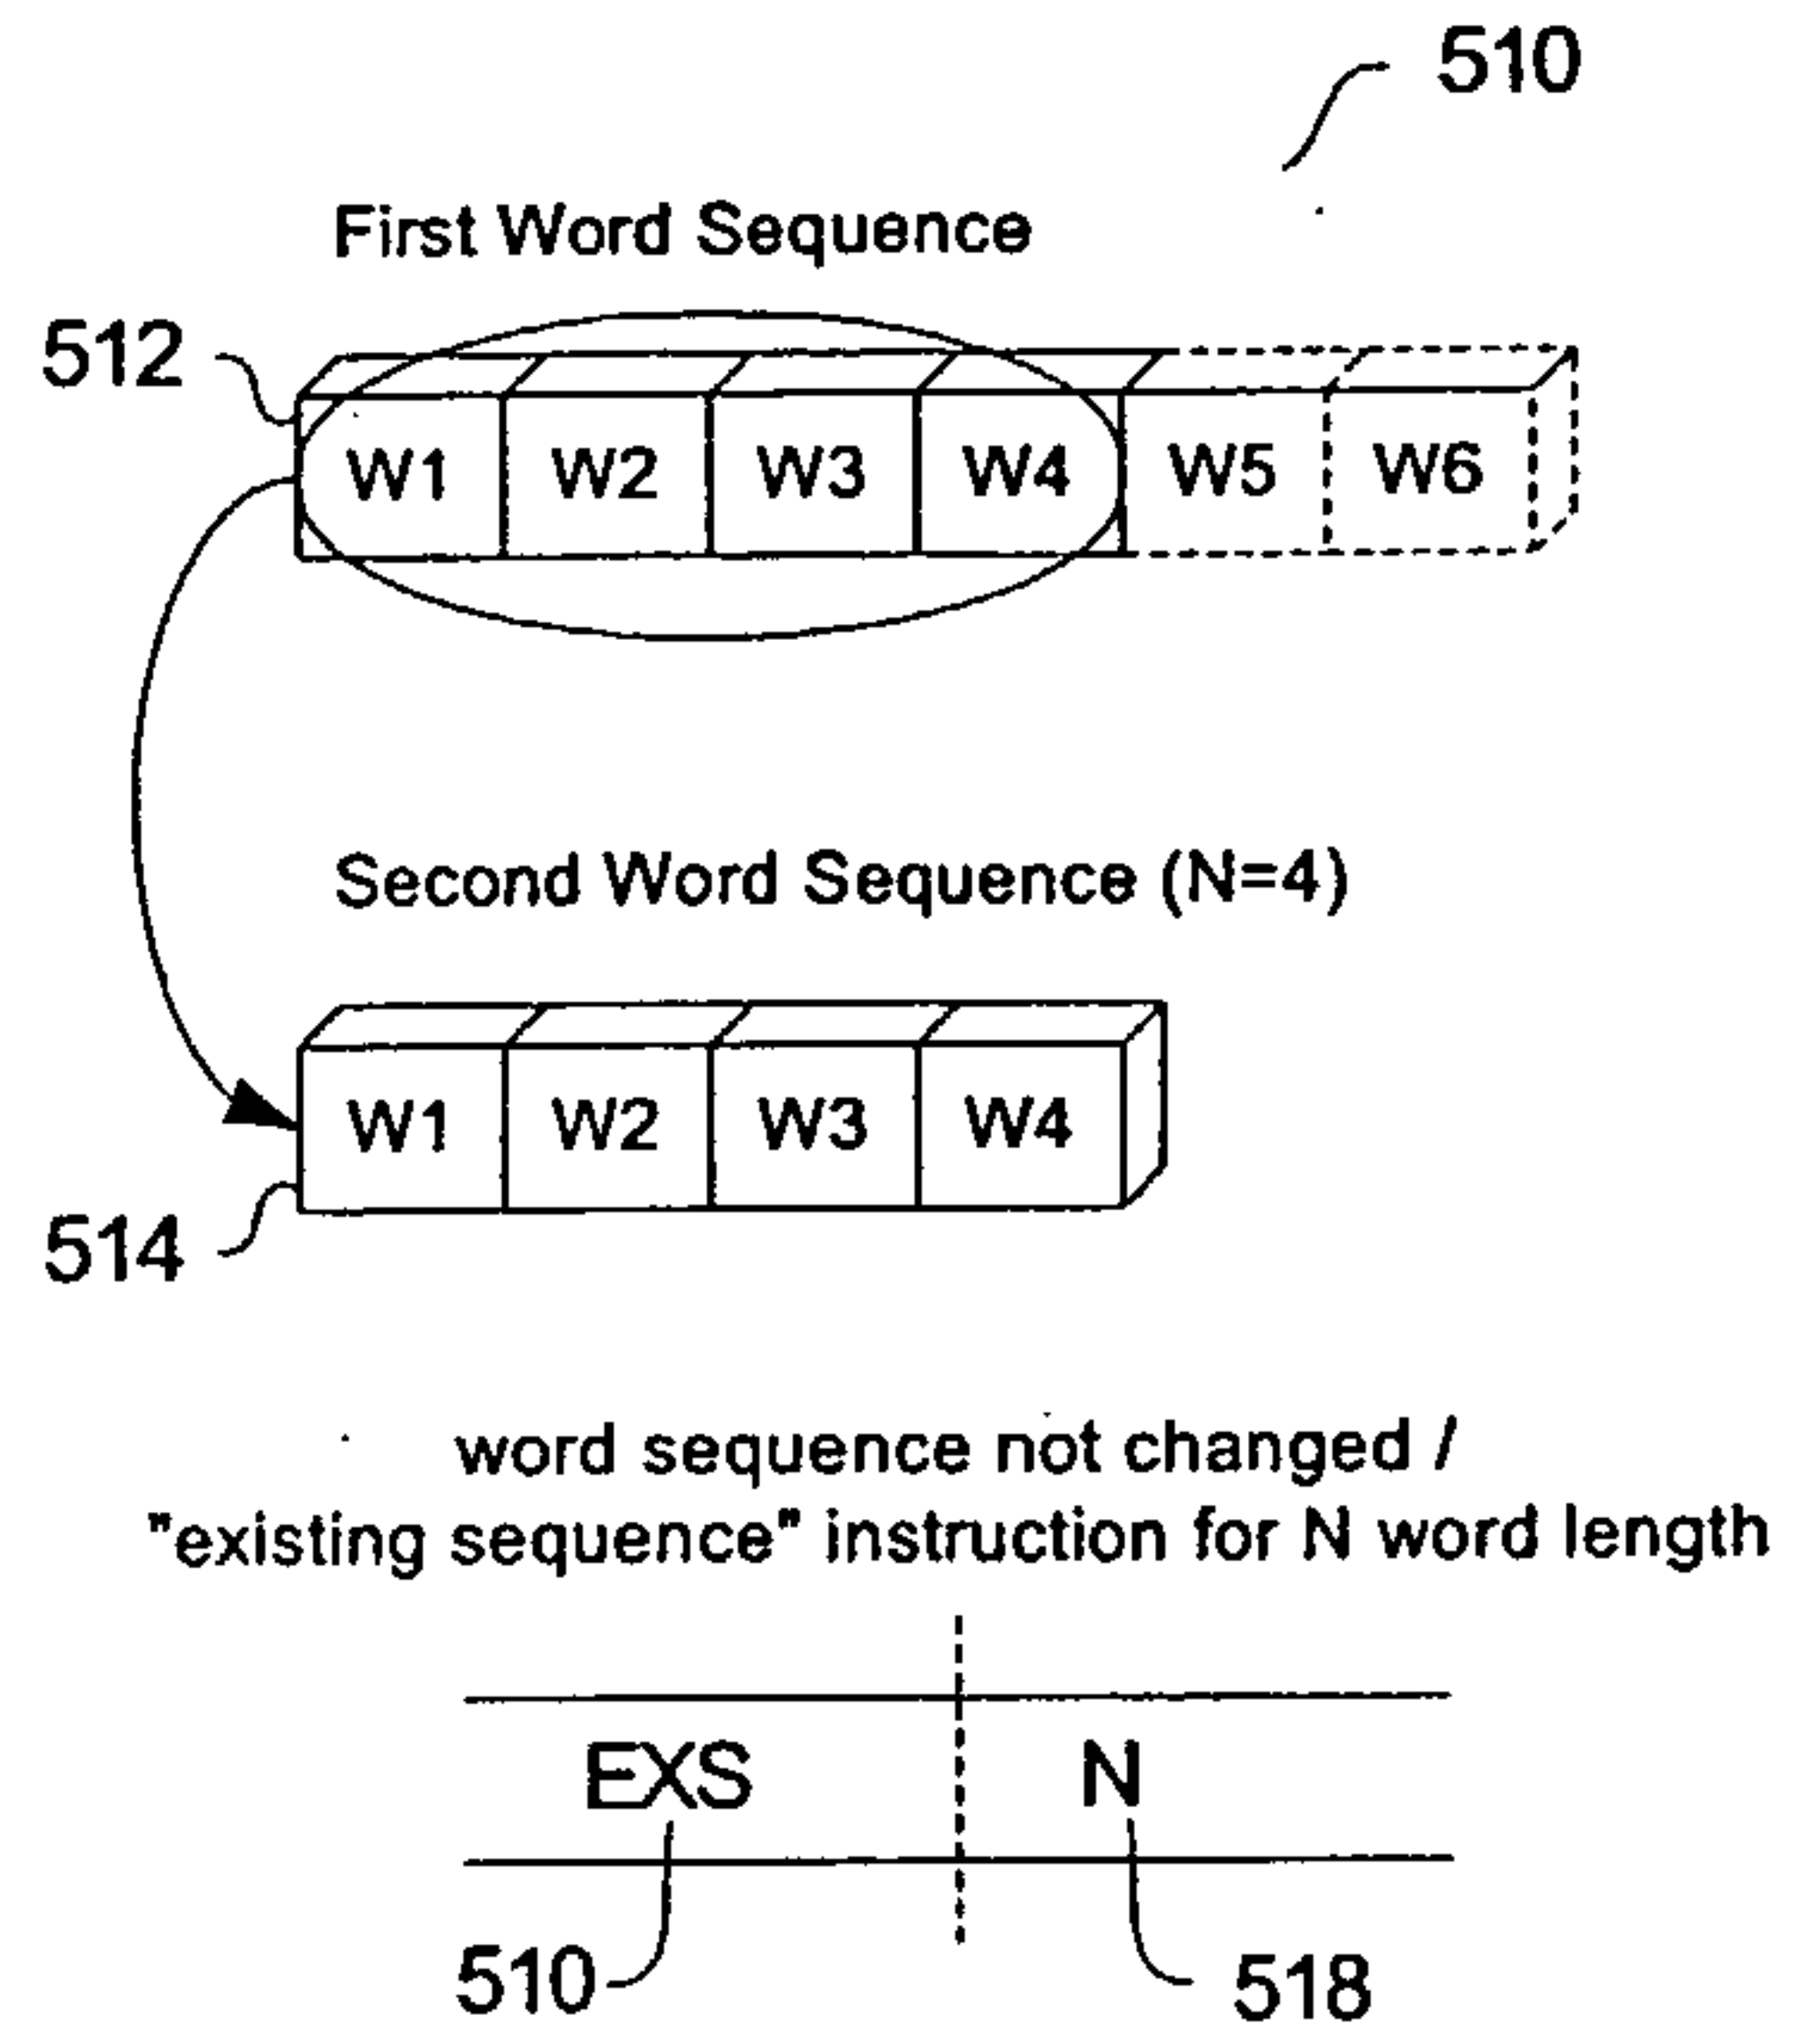 510
First Word Sequence
512
W1 W2 W3 W4 W5 W6
Second Word Sequence (N=4)
W1 W2 W3 W4
514
word sequence not changed /
"existing sequence" instruction for N word length
EXS N
510 518